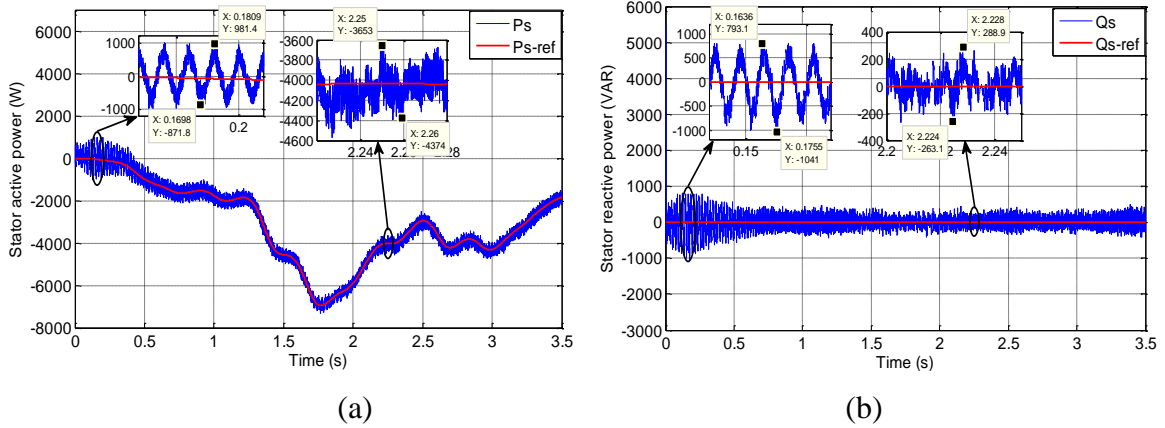 X: 0.1809
Y: 981.4
X: 2.25
Y: -3653
Ps
Ps-ref
1000
0
-1000
0.2
X: 0.1698
Y: -871.8
-3600
-3800
-4000
-4200
-4400
-4600
2.24
X: 2.26
Y: -4374
6000
4000
2000
0
-2000
-4000
-6000
-8000
0
0.5
1
1.5
2
2.5
3
3.5
Stator active power (W)
Time (s)
(a)
X: 0.1636
Y: 793.1
X: 2.228
Y: 288.9
Qs
Qs-ref
1000
500
0
-500
-1000
0.15
X: 0.1755
Y: -1041
400
200
0
-200
-400
2.2
2.24
X: 2.224
Y: -263.1
6000
5000
4000
3000
2000
1000
0
-1000
-2000
-3000
0
0.5
1
1.5
2
2.5
3
3.5
Stator reactive power (VAR)
Time (s)
(b)